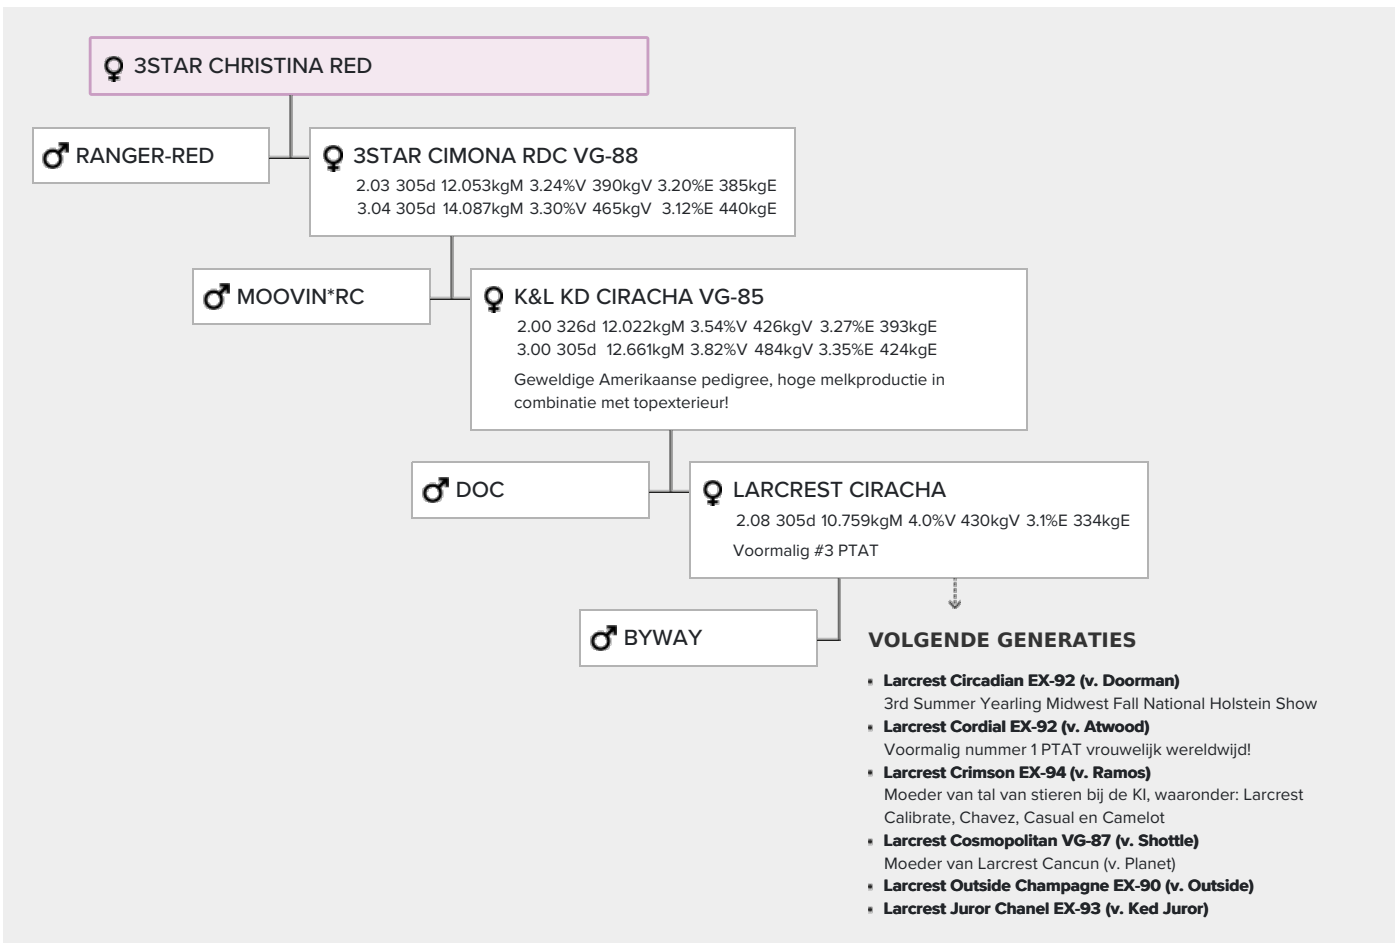 3STAR CHRISTINA RED
RANGER-RED
3STAR CIMONA RDC VG-88
2.03 305d 12.053kgM 3.24%V 390kgV 3.20%E 385kgE
3.04 305d 14.087kgM 3.30%V 465kgV 3.12%E 440kgE
MOOVIN*RC
K&L KD CIRACHA VG-85
2.00 326d 12.022kgM 3.54%V 426kgV 3.27%E 393kgE
3.00 305d 12.661kgM 3.82%V 484kgV 3.35%E 424kgE
Geweldige Amerikaanse pedigree, hoge melkproductie in
combinatie met topexterieur!
DOC
LARCREST CIRACHA
2.08 305d 10.759kgM 4.0%V 430kgV 3.1%E 334kgE
Voormalig #3 PTAT
BYWAY
VOLGENDE GENERATIES
▪ Larcrest Circadian EX-92 (v. Doorman)
3rd Summer Yearling Midwest Fall National Holstein Show
▪ Larcrest Cordial EX-92 (v. Atwood)
Voormalig nummer 1 PTAT vrouwelijk wereldwijd!
▪ Larcrest Crimson EX-94 (v. Ramos)
Moeder van tal van stieren bij de KI, waaronder: Larcrest
Calibrate, Chavez, Casual en Camelot
▪ Larcrest Cosmopolitan VG-87 (v. Shottle)
Moeder van Larcrest Cancun (v. Planet)
▪ Larcrest Outside Champagne EX-90 (v. Outside)
▪ Larcrest Juror Chanel EX-93 (v. Ked Juror)